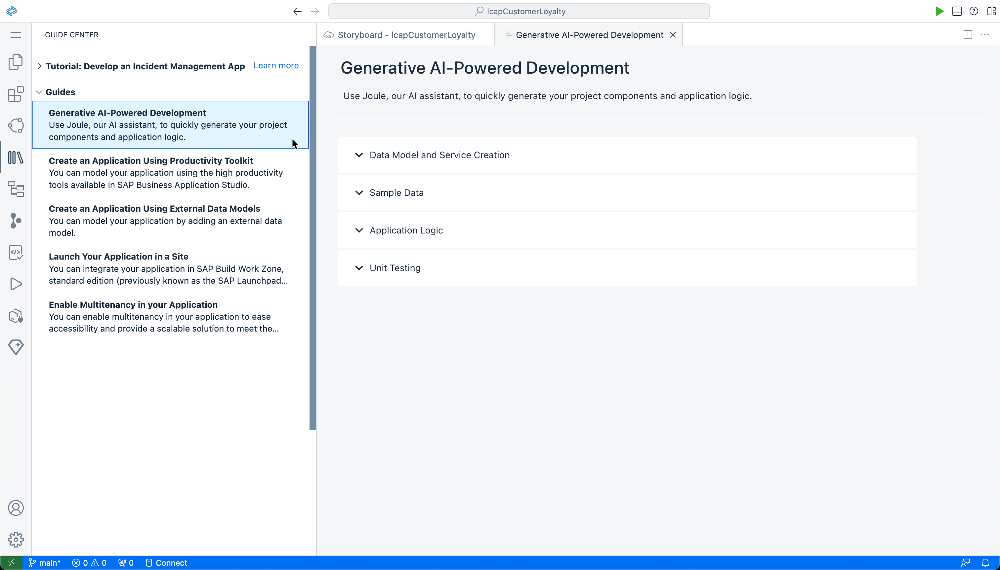 lcapCustomerLoyalty
GUIDE CENTER
Storyboard - lcapCustomerLoyalty
Generative AI-Powered Development
Tutorial: Develop an Incident Management App
Learn more
Guides
Generative AI-Powered Development
Use Joule, our AI assistant, to quickly generate your project
components and application logic.
Create an Application Using Productivity Toolkit
You can model your application using the high productivity
tools available in SAP Business Application Studio.
Create an Application Using External Data Models
You can model your application by adding an external data
model.
Launch Your Application in a Site
You can integrate your application in SAP Build Work Zone,
standard edition (previously known as the SAP Launchpad...
Enable Multitenancy in your Application
You can enable multitenancy in your application to ease
accessibility and provide a scalable solution to meet the...
Generative AI-Powered Development
Use Joule, our AI assistant, to quickly generate your project components and application logic.
Data Model and Service Creation
Sample Data
Application Logic
Unit Testing
main*
0
0
0
Connect